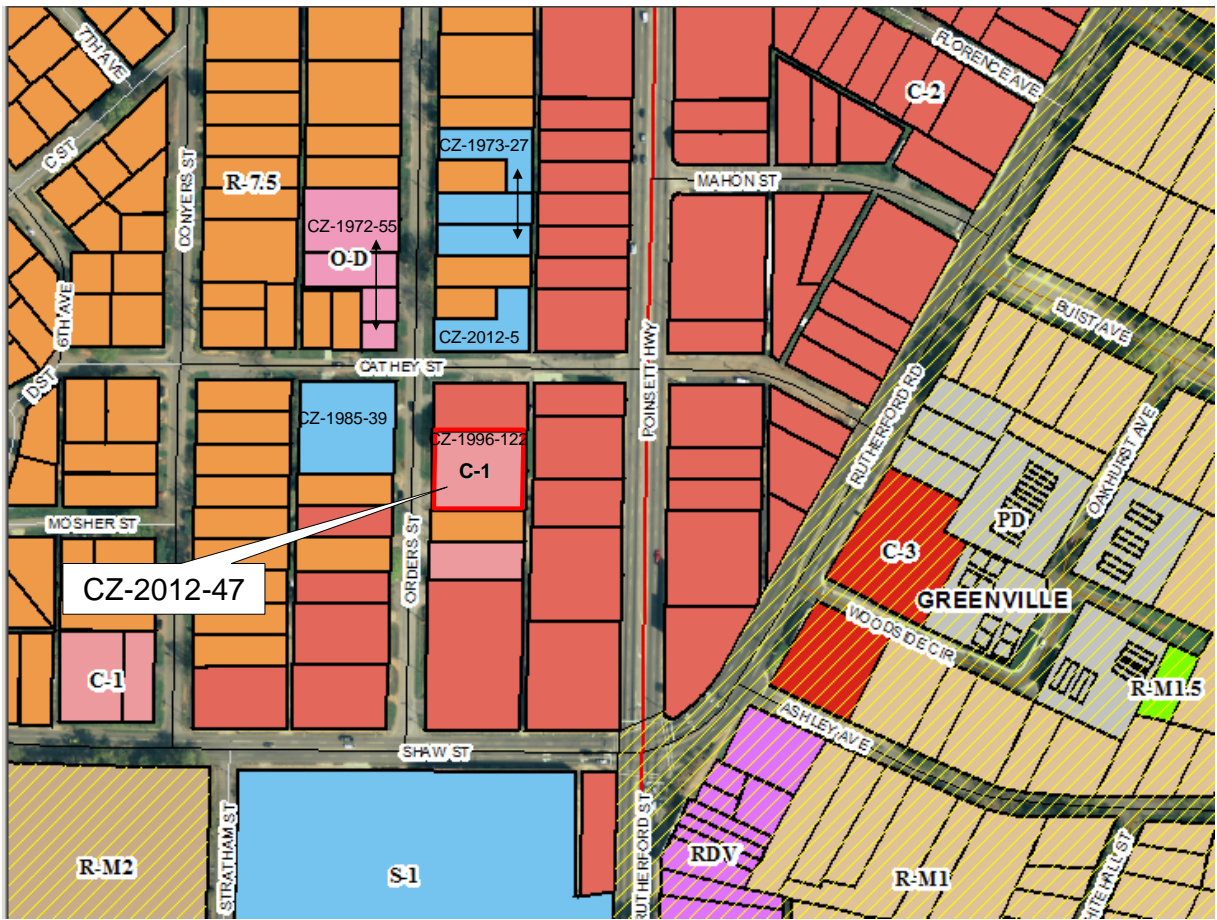 7TH AVE
FLORENCE AVE
C-2
CZ-1973-27
C ST
CONYERS ST
R-7.5
MAHON ST
CZ-1972-55
O-D
6TH AVE
BUIST AVE
CZ-2012-5
POINSETT HWY
CATHEY ST
D ST
RUTHERFORD RD
OAKHURST AVE
CZ-1985-39
CZ-1996-122
C-1
MOSHER ST
PD
C-3
ORDERS ST
CZ-2012-47
GREENVILLE
WOODSIDE CIR
C-1
R-M1.5
ASHLEY AVE
SHAW ST
STRATHAM ST
RUTHERFORD ST
RDV
R-M2
S-1
R-M1
HITEHALL ST